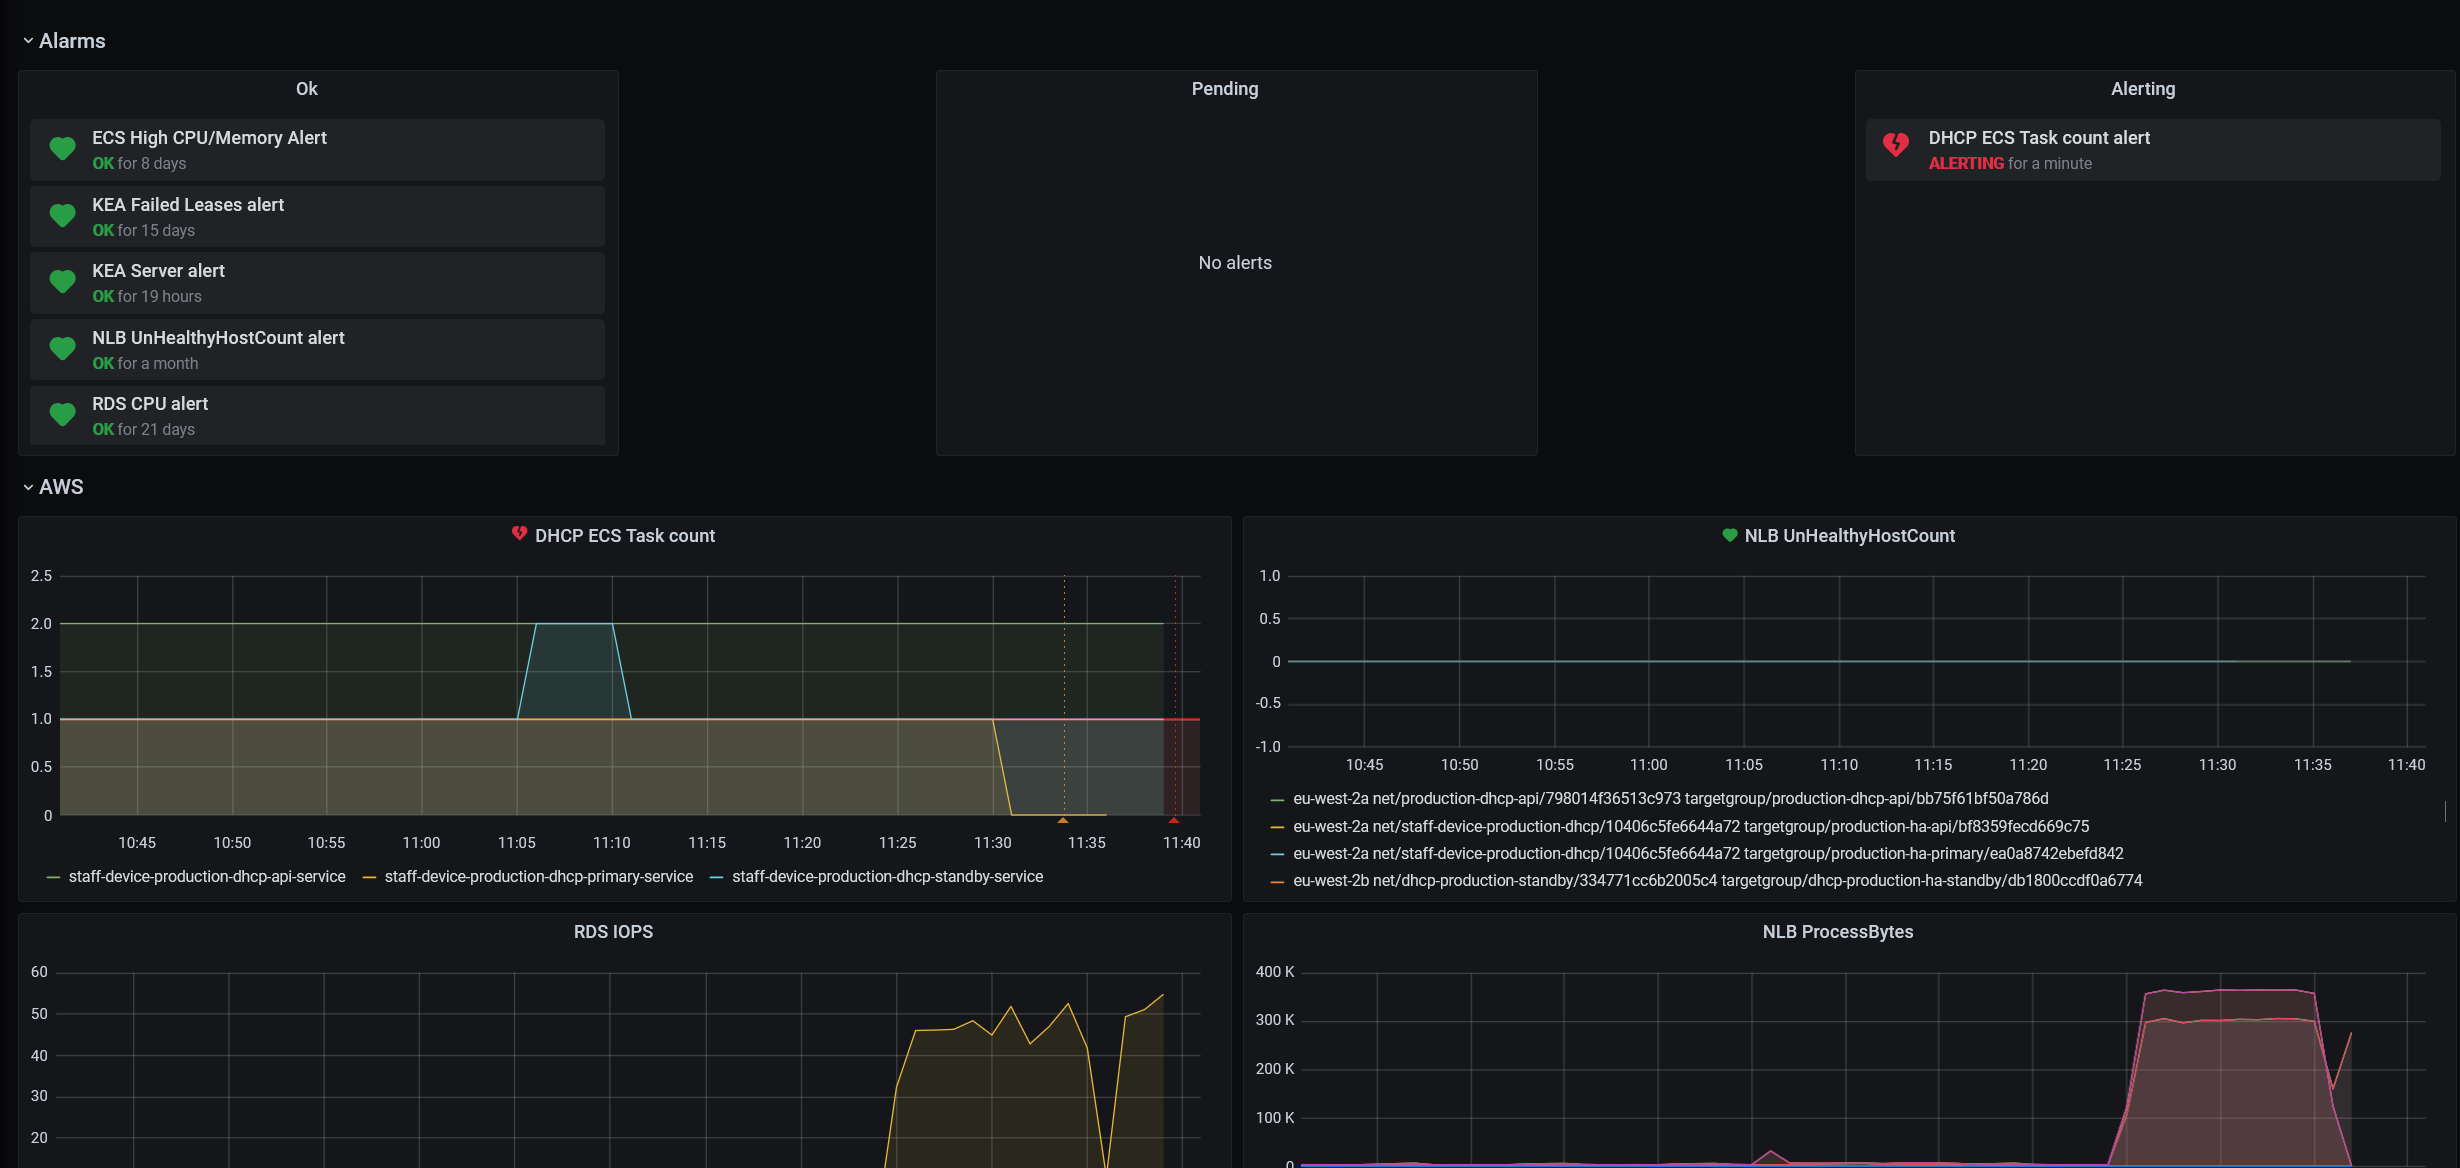 Alarms
Ok
ECS High CPU/Memory Alert
OK for 8 days
KEA Failed Leases alert
OK for 15 days
KEA Server alert
OK for 19 hours
NLB UnHealthyHostCount alert
OK for a month
RDS CPU alert
OK for 21 days
Pending
No alerts
Alerting
DHCP ECS Task count alert
ALERTING for a minute
AWS
DHCP ECS Task count
2.5
2.0
1.5
1.0
0.5
0
10:45 10:50 10:55 11:00 11:05 11:10 11:15 11:20 11:25 11:30 11:35 11:40
staff-device-production-dhcp-api-service staff-device-production-dhcp-primary-service staff-device-production-dhcp-standby-service
NLB UnHealthyHostCount
1.0
0.5
0
-0.5
-1.0
10:45 10:50 10:55 11:00 11:05 11:10 11:15 11:20 11:25 11:30 11:35 11:40
eu-west-2a net/production-dhcp-api/798014f36513c973 targetgroup/production-dhcp-api/bb75f61bf50a786d
eu-west-2a net/staff-device-production-dhcp/10406c5fe6644a72 targetgroup/production-ha-api/bf8359fecd669c75
eu-west-2a net/staff-device-production-dhcp/10406c5fe6644a72 targetgroup/production-ha-primary/ea0a8742ebefd842
eu-west-2b net/dhcp-production-standby/334771cc6b2005c4 targetgroup/dhcp-production-ha-standby/db1800ccdf0a6774
RDS IOPS
60
50
40
30
20
NLB ProcessBytes
400 K
300 K
200 K
100 K
0